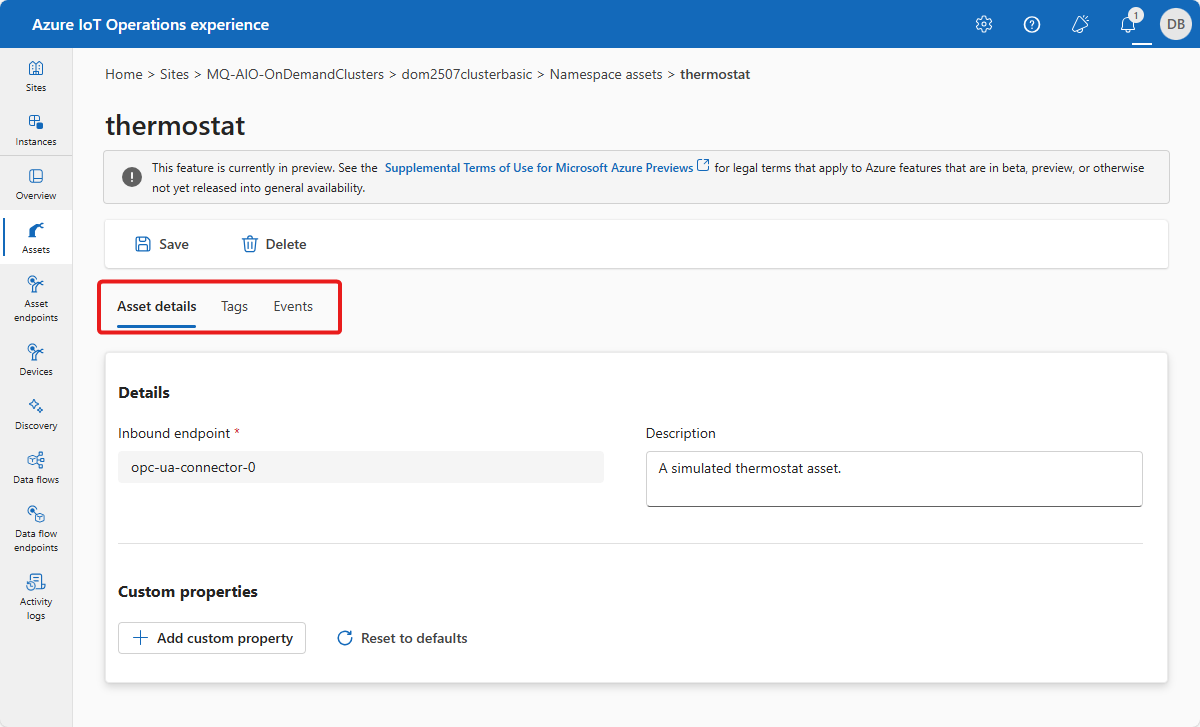 Azure IoT Operations experience
1
DB
Sites
Instances
Overview
Assets
Asset
endpoints
Devices
Discovery
Data flows
Data flow
endpoints
Activity
logs
Home > Sites > MQ-AIO-OnDemandClusters > dom2507clusterbasic > Namespace assets > thermostat
thermostat
This feature is currently in preview. See the Supplemental Terms of Use for Microsoft Azure Previews for legal terms that apply to Azure features that are in beta, preview, or otherwise
not yet released into general availability.
Save Delete
Asset details Tags Events
Details
Inbound endpoint *
opc-ua-connector-0
Description
A simulated thermostat asset.
Custom properties
Add custom property Reset to defaults